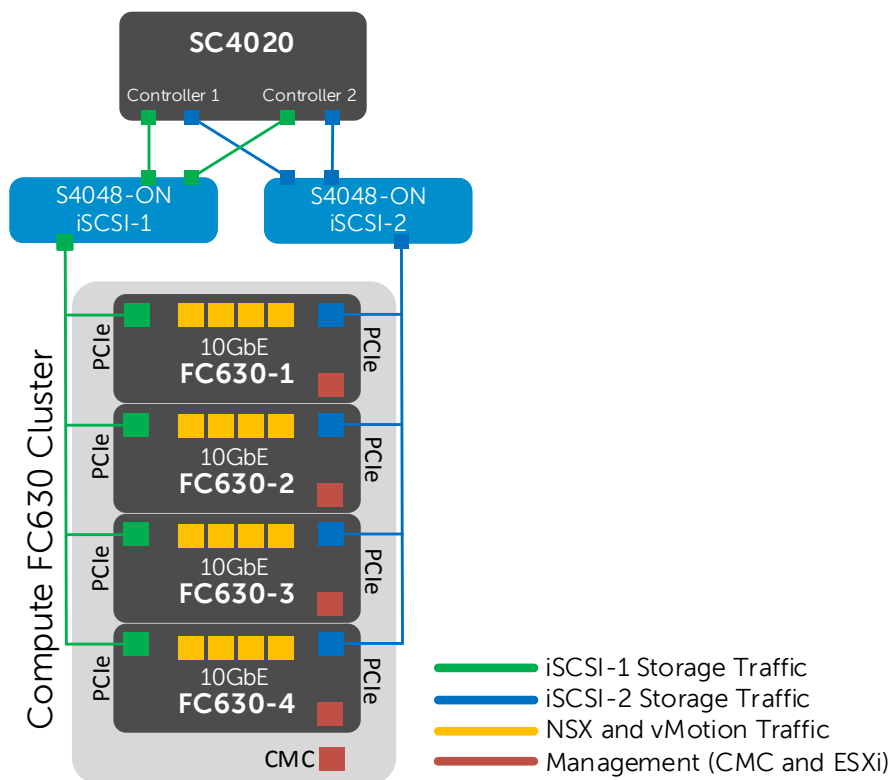 SC4020
Controller 1
Controller 2
S4048-ON
iSCSI-1
S4048-ON
iSCSI-2
Compute FC630 Cluster
PCIe
10GbE
FC630-1
PCIe
PCIe
10GbE
FC630-2
PCIe
PCIe
10GbE
FC630-3
PCIe
PCIe
10GbE
FC630-4
PCIe
CMC
iSCSI-1 Storage Traffic
iSCSI-2 Storage Traffic
NSX and vMotion Traffic
Management (CMC and ESXi)